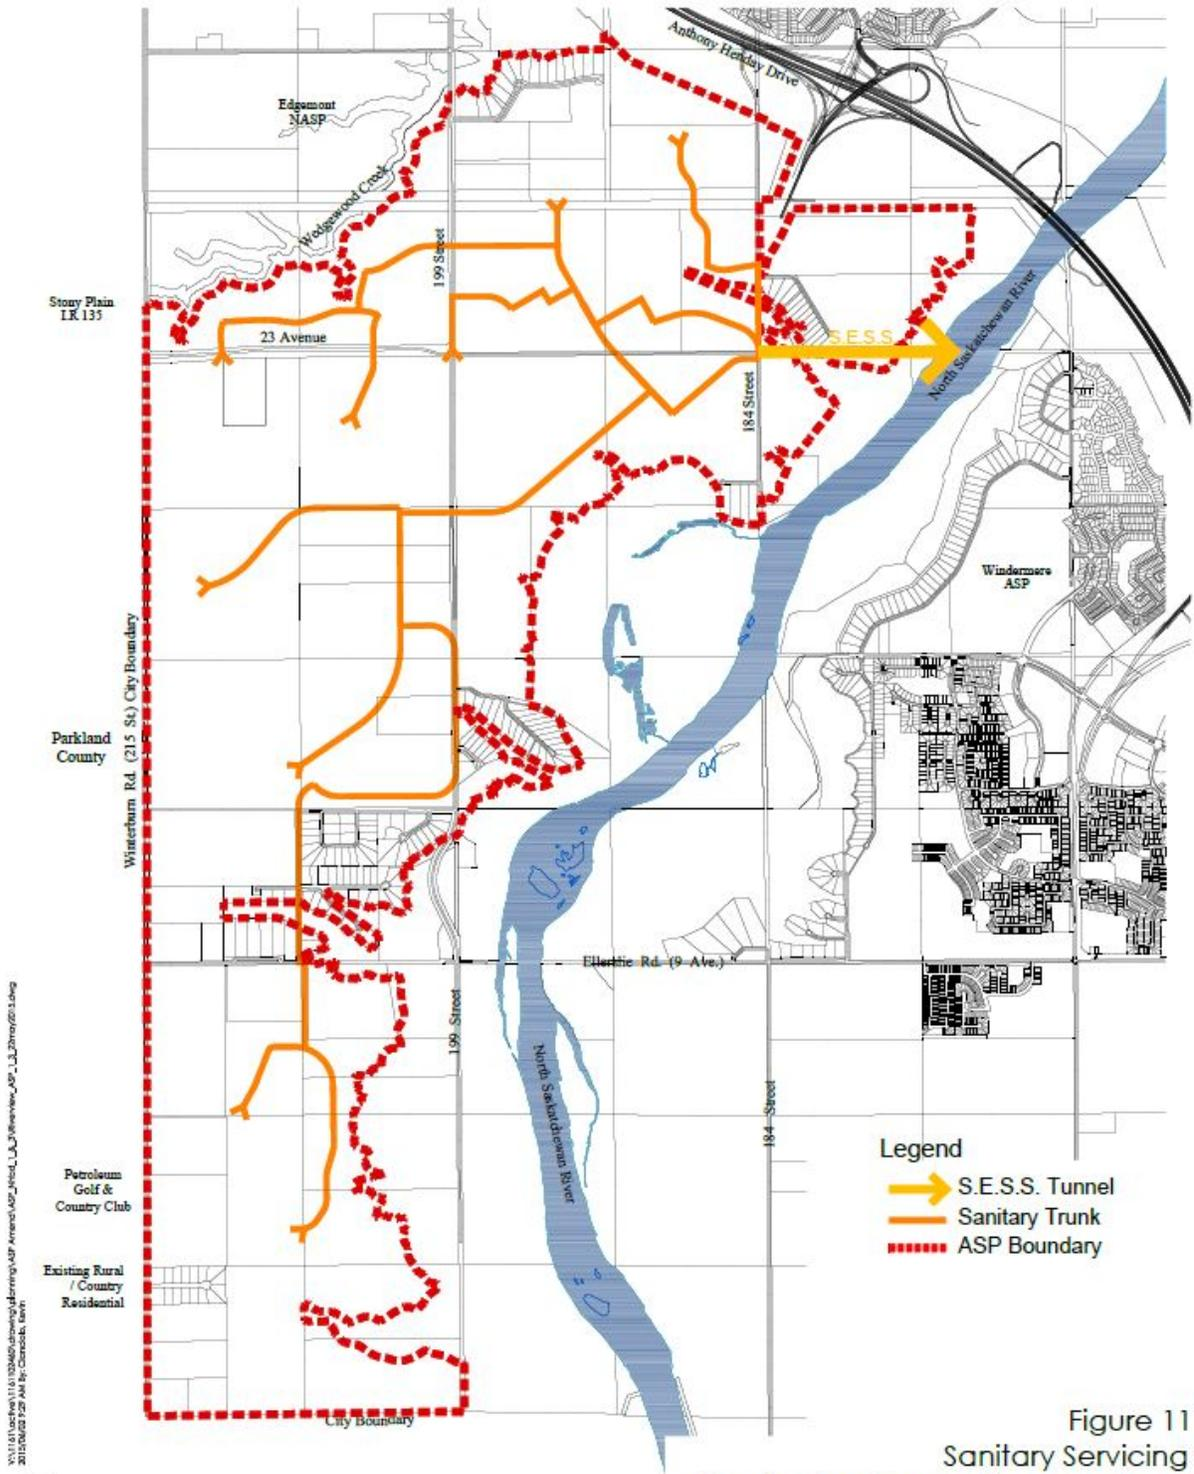 Anthony Henday Drive
Edgemont
NASP
Wedgewood Creek
199 Street
Stony Plain
I.R 135
23 Avenue
S.E.S.S.
North Saskatchewan River
184 Street
Windermere
ASP
Winterburn Rd. (215 St.) City Boundary
Parkland
County
Ellerslie Rd. (9 Ave.)
199 Street
North Saskatchewan River
184 Street
Petroleum
Golf &
Country Club
Existing Rural
/ Country
Residential
City Boundary
Legend
S.E.S.S. Tunnel
Sanitary Trunk
ASP Boundary
Figure 11
Sanitary Servicing